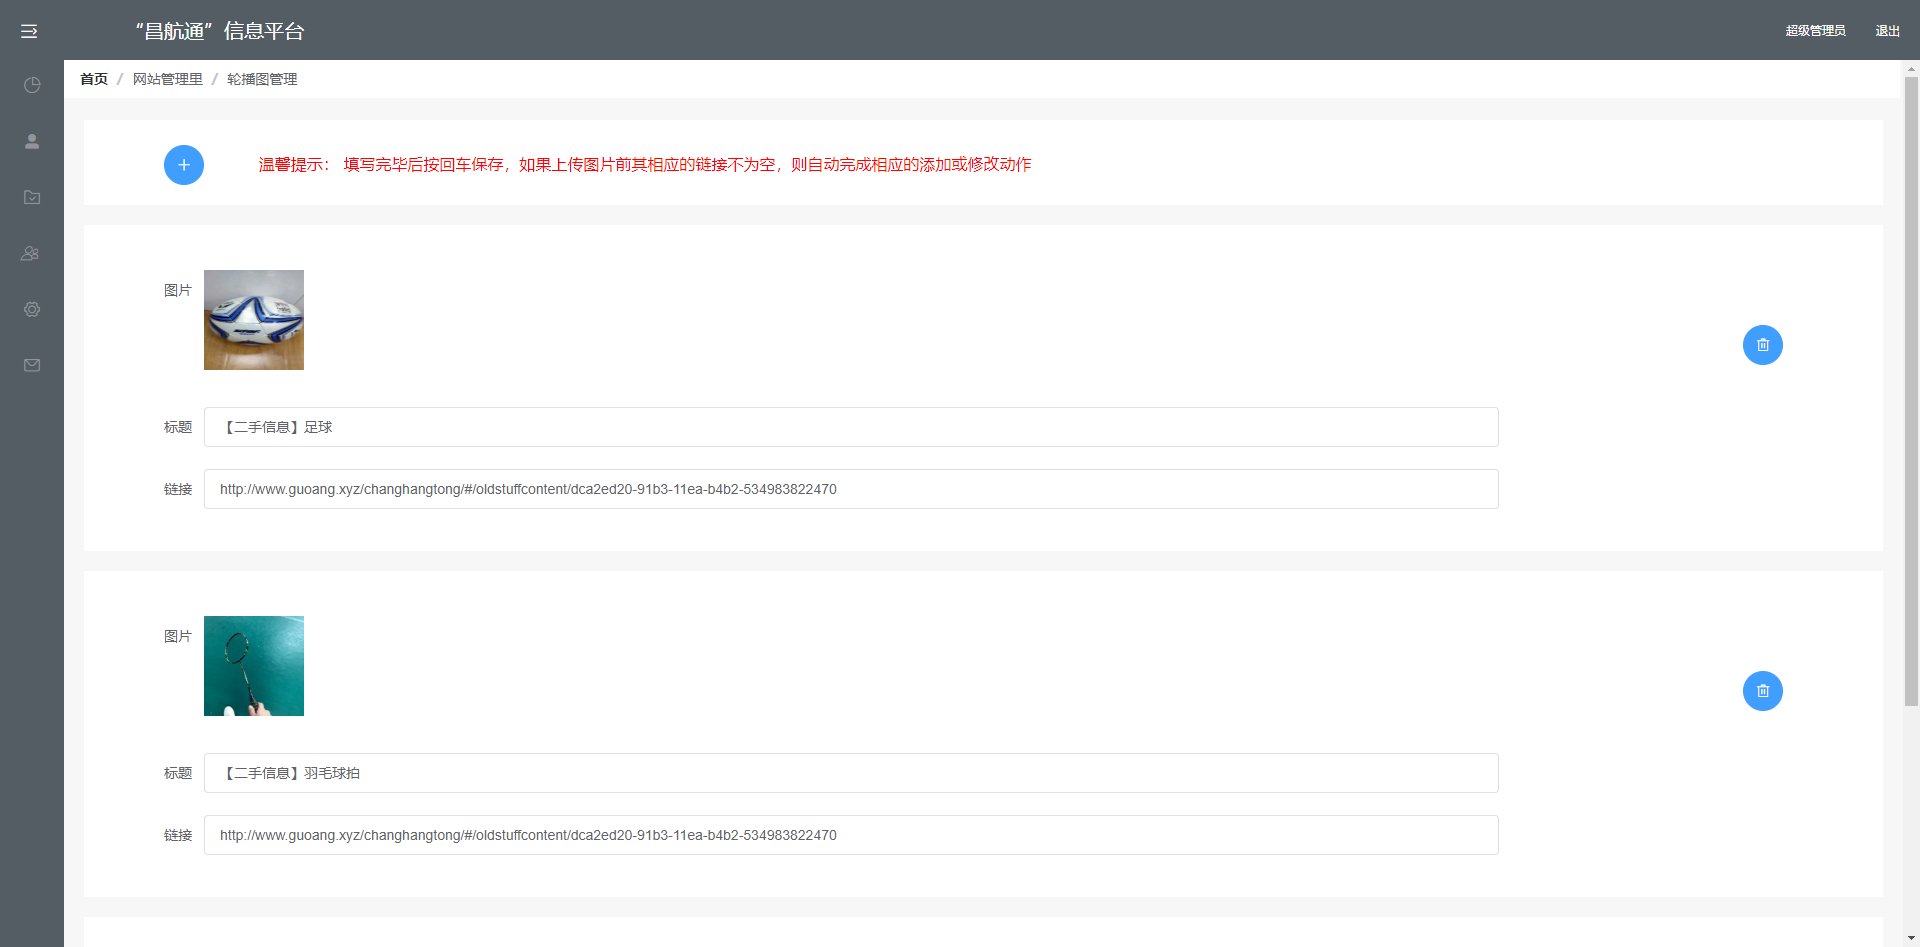 “昌航通”信息平台
超级管理员 退出
首页 / 网站管理里 / 轮播图管理
温馨提示： 填写完毕后按回车保存，如果上传图片前其相应的链接不为空，则自动完成相应的添加或修改动作
图片
标题 【二手信息】足球
链接 http://www.guoang.xyz/changhangtong/#/oldstuffcontent/dca2ed20-91b3-11ea-b4b2-534983822470
图片
标题 【二手信息】羽毛球拍
链接 http://www.guoang.xyz/changhangtong/#/oldstuffcontent/dca2ed20-91b3-11ea-b4b2-534983822470